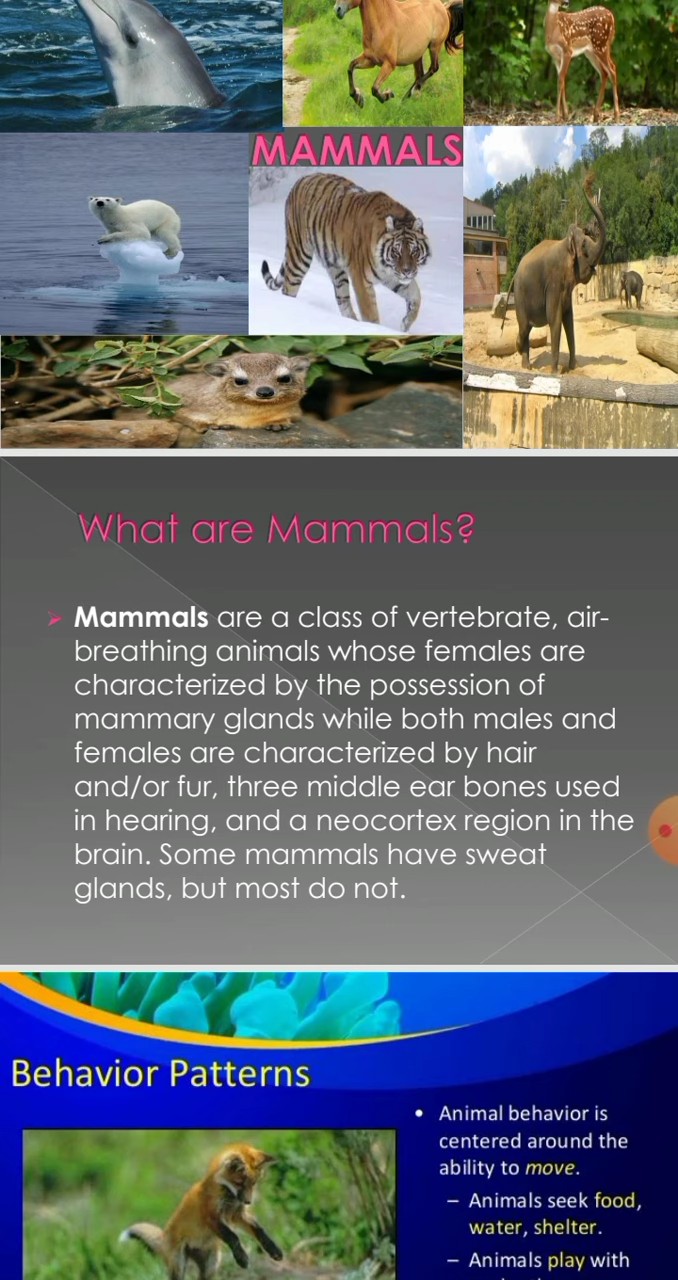 MAMMALS
What are Mammals?
Mammals are a class of vertebrate, air-
breathing animals whose females are
characterized by the possession of
mammary glands while both males and
females are characterized by hair
and/or fur, three middle ear bones used
in hearing, and a neocortex region in the
brain. Some mammals have sweat
glands, but most do not.
Behavior Patterns
• Animal behavior is
centered around the
ability to move.
– Animals seek food,
water, shelter.
– Animals play with